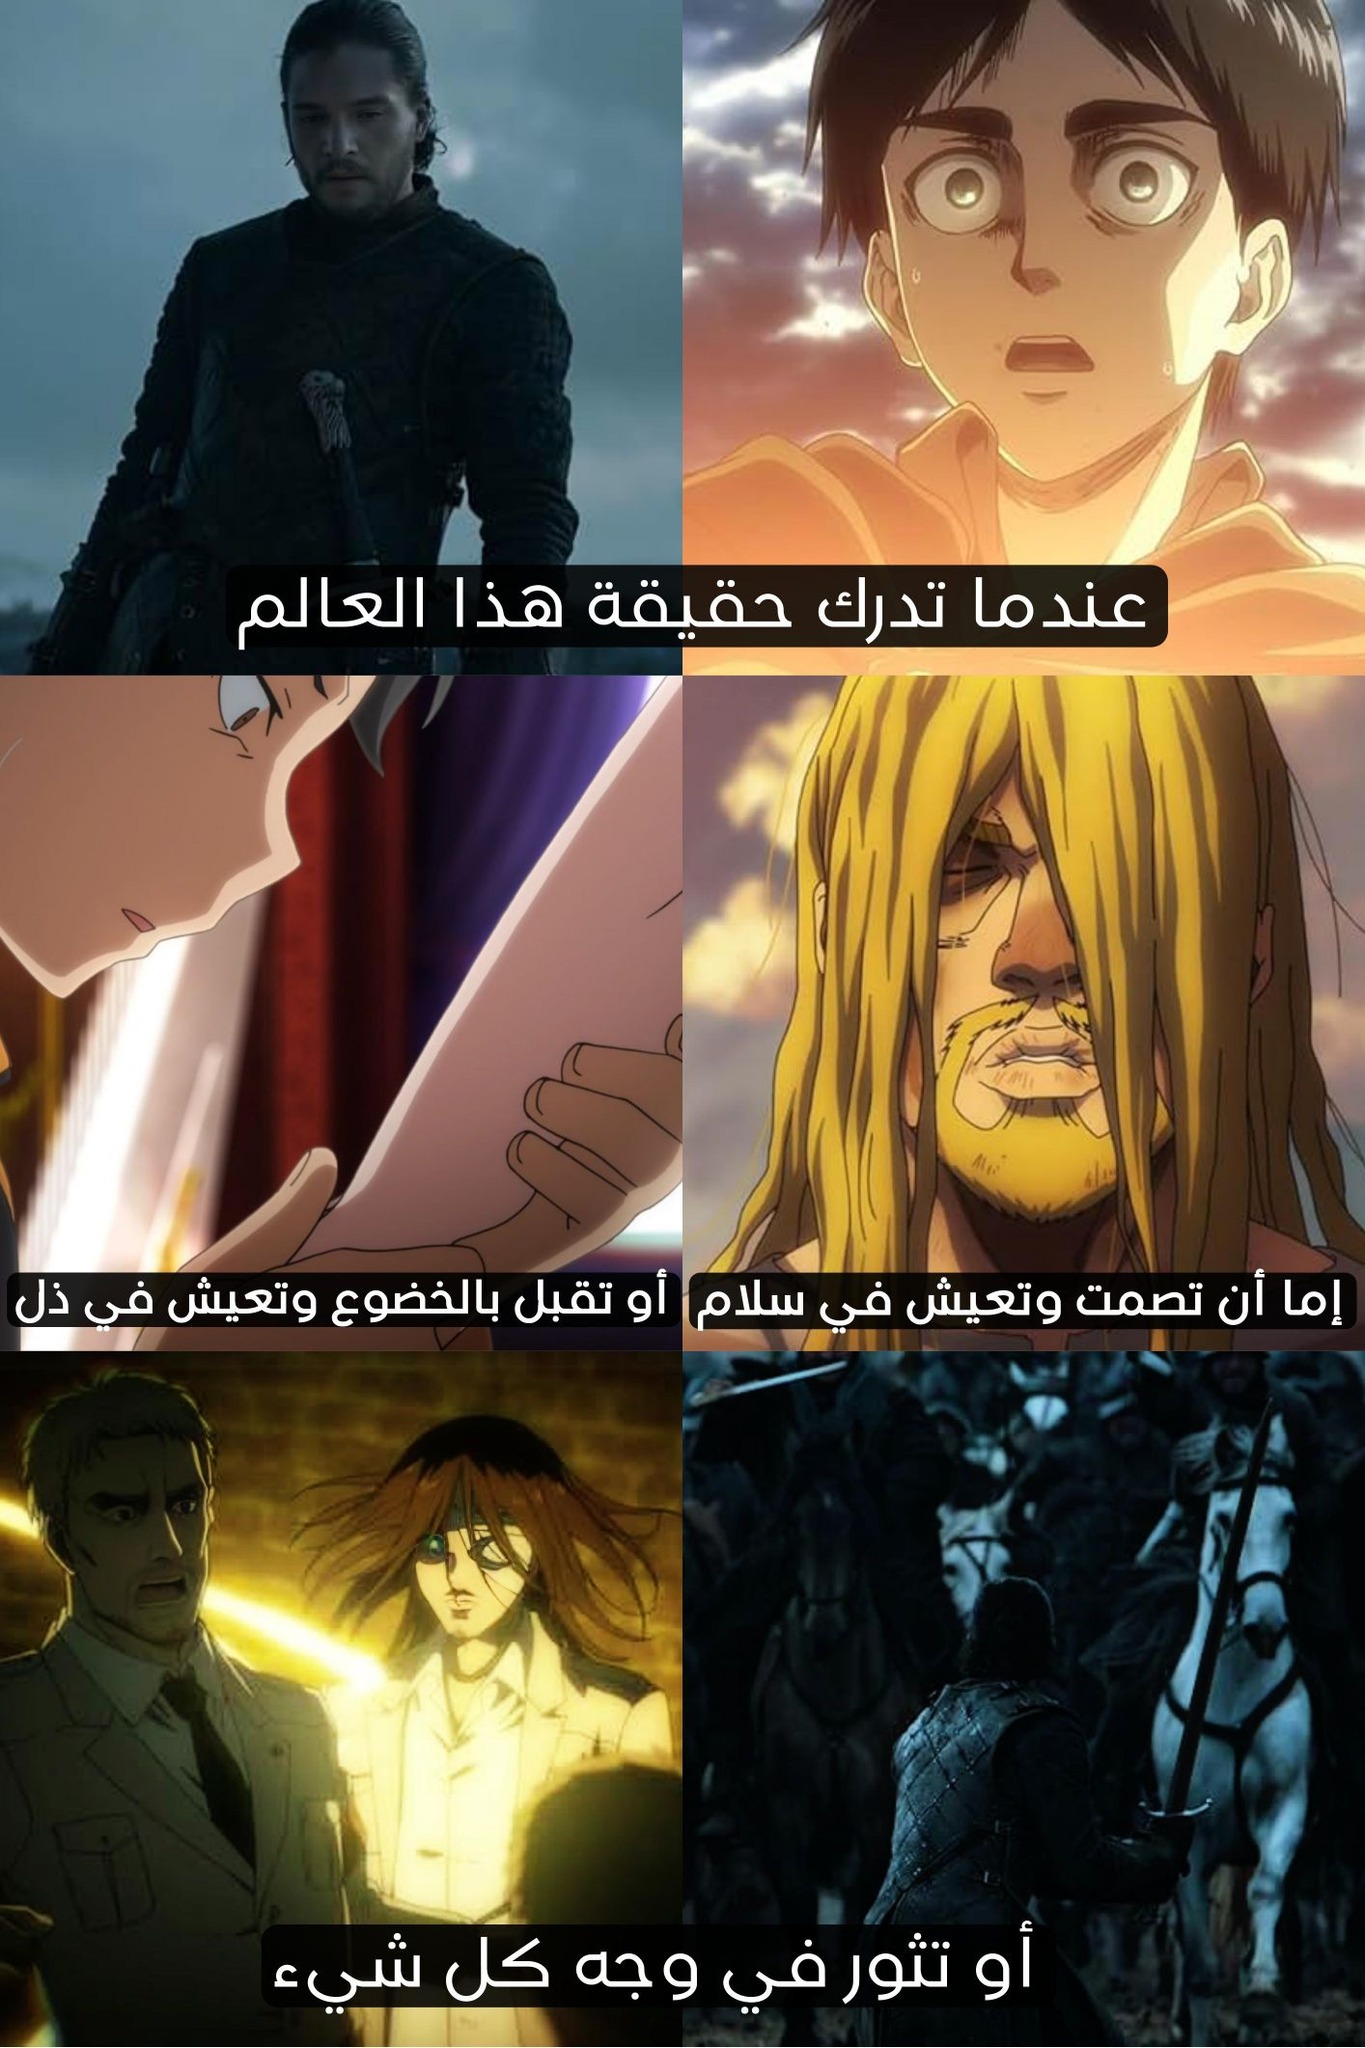 عندما تدرك حقيقة هذا العالم
إما أن تصمت وتعيش في سلام
أو تقبل بالخضوع وتعيش في ذل
أو تثور في وجه كل شيء